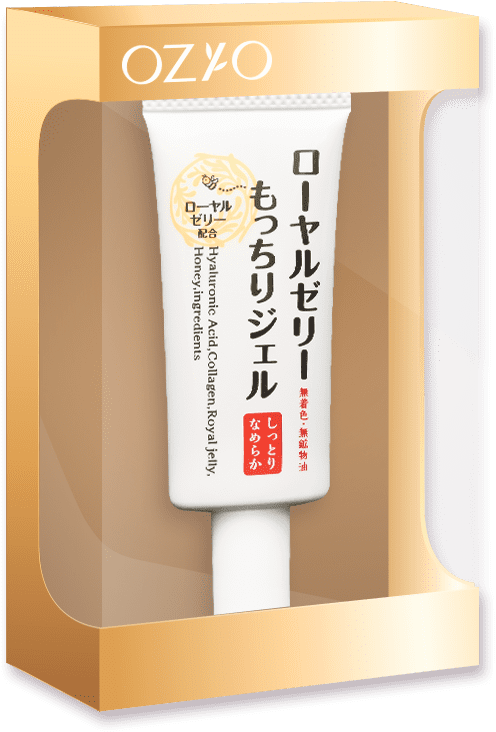 OZIO
ローヤルゼリー
もっちりジェル
ローヤル
ゼリー
配合
Hyaluronic Acid,Collagen,Royal jelly,
Honey,ingredients
無着色・無鉱物油
しっとり
なめらか